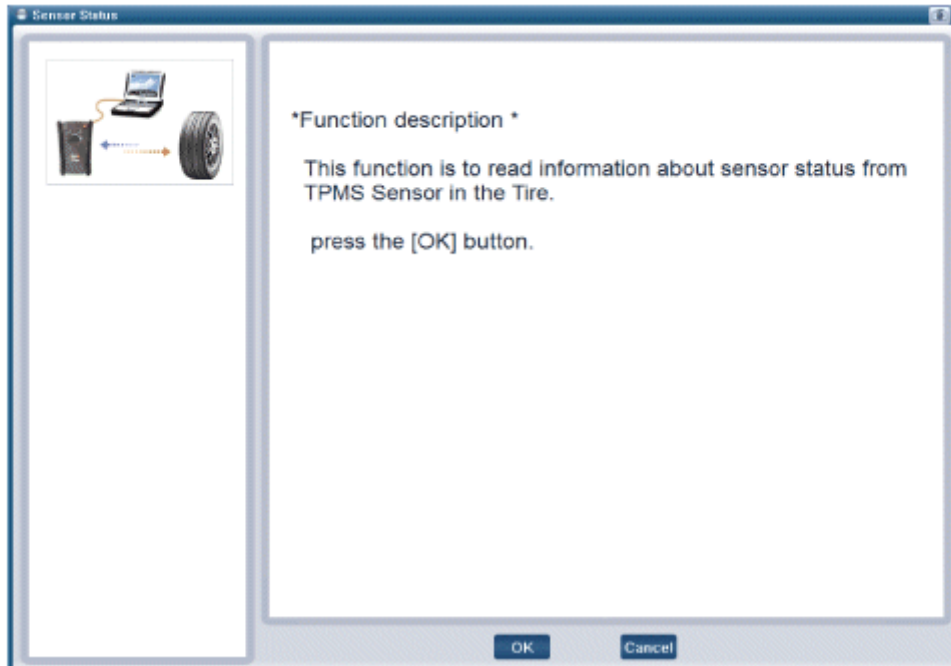 Sensor Status
*Function description *
This function is to read information about sensor status from
TPMS Sensor in the Tire.
press the [OK] button.
OK
Cancel